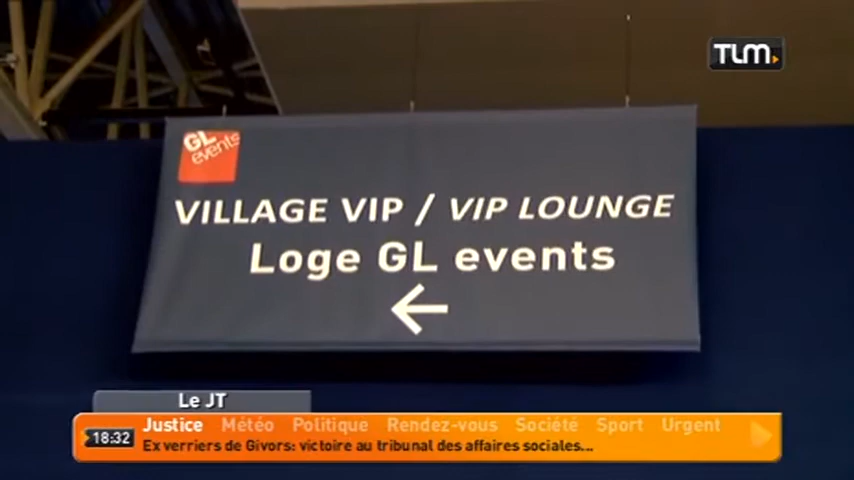 TLM
GL
events
VILLAGE VIP / VIP LOUNGE
Loge GL events
Le JT
18:32
Justice Météo Politique Rendez-vous Société Sport Urgent
Ex verriers de Givors: victoire au tribunal des affaires sociales...